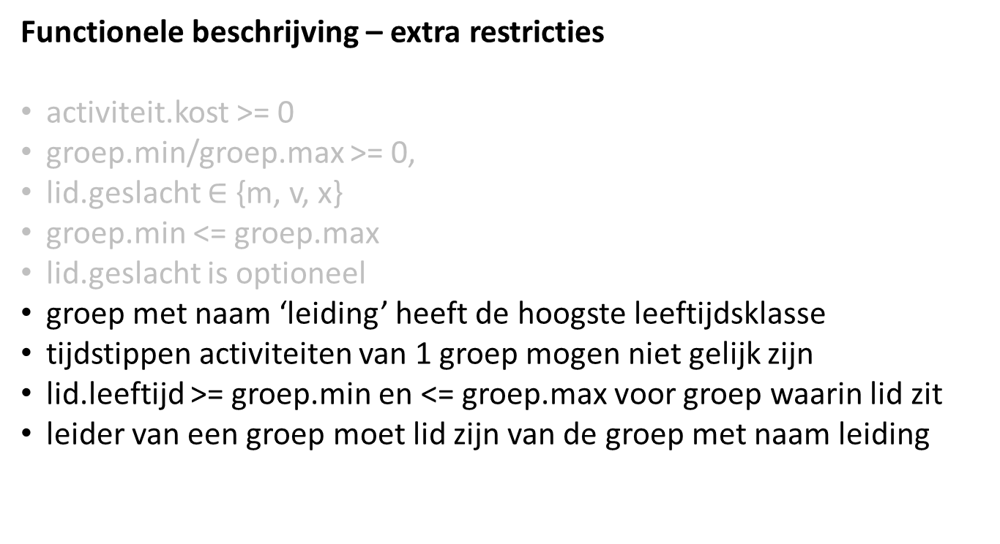 Functionele beschrijving – extra restricties
• activiteit.kost >= 0
• groep.min/groep.max >= 0,
• lid.geslacht ∈ {m, v, x}
• groep.min <= groep.max
• lid.geslacht is optioneel
• groep met naam ‘leiding’ heeft de hoogste leeftijdsklasse
• tijdstippen activiteiten van 1 groep mogen niet gelijk zijn
• lid.leeftijd >= groep.min en <= groep.max voor groep waarin lid zit
• leider van een groep moet lid zijn van de groep met naam leiding